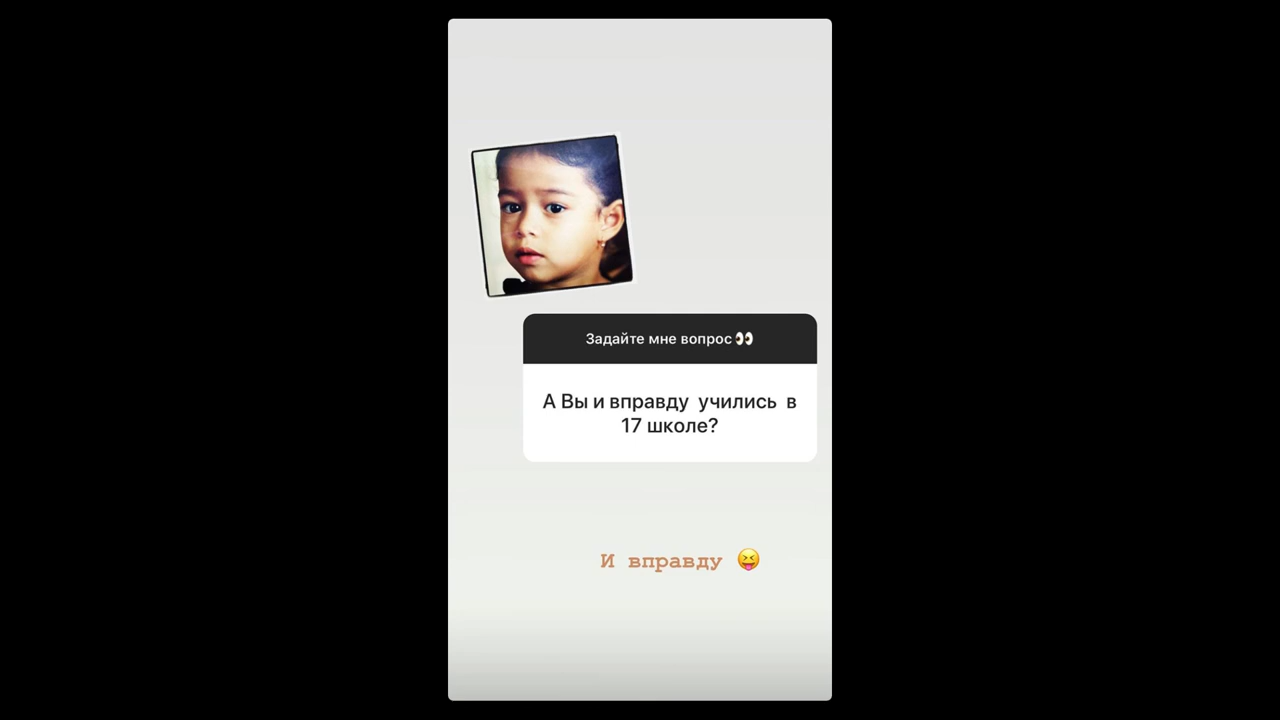 Задайте мне вопрос 👀
А Вы и вправду учились в
17 школе?
И вправду 😝